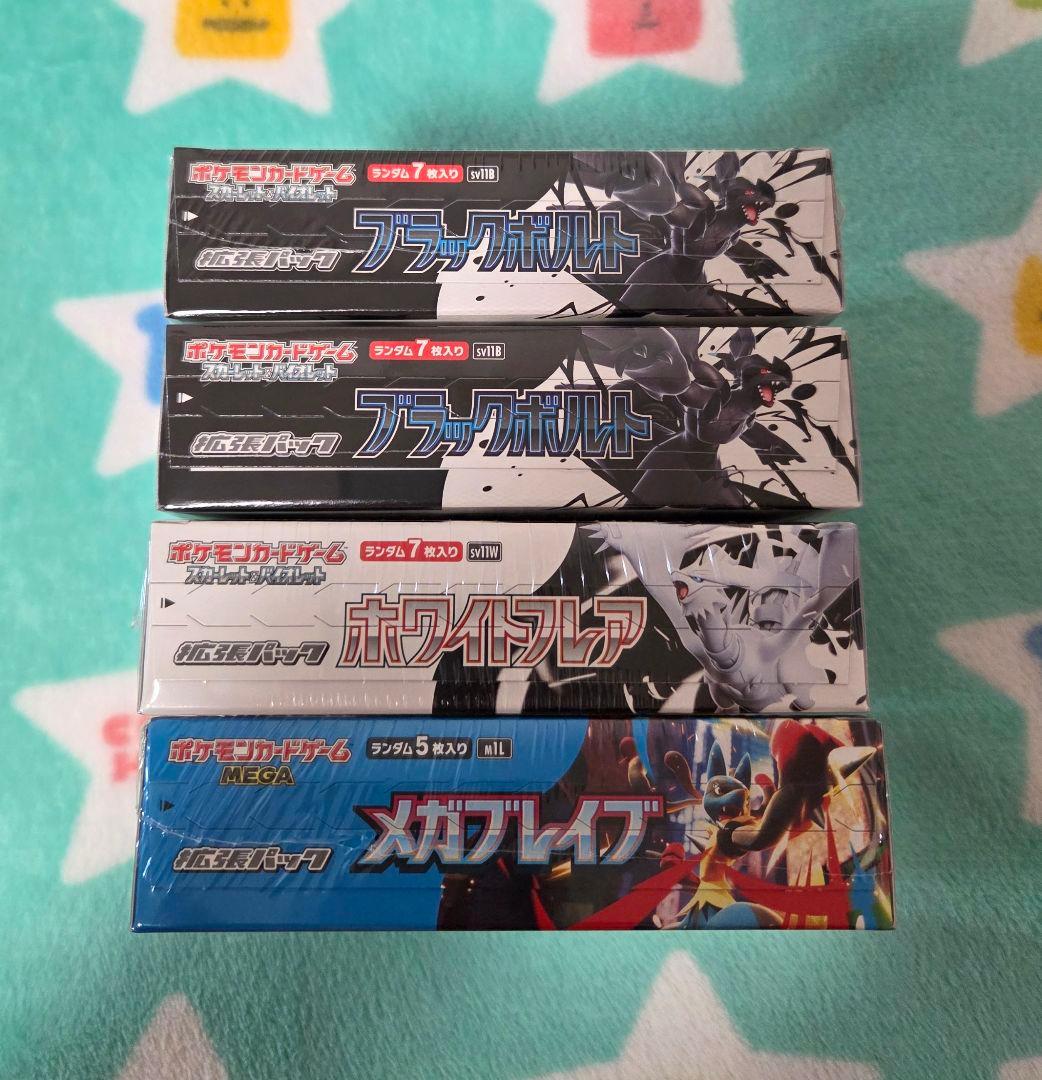 ポケモンカードゲーム ランダム7枚入り sv11B
スカーレット&バイオレット
拡張パック ブラックボルト
ポケモンカードゲーム ランダム7枚入り sv11B
スカーレット&バイオレット
拡張パック ブラックボルト
ポケモンカードゲーム ランダム7枚入り sv11W
スカーレット&バイオレット
拡張パック ホワイトフレア
ポケモンカードゲーム ランダム5枚入り M1L
MEGA
拡張パック メガブレイブ